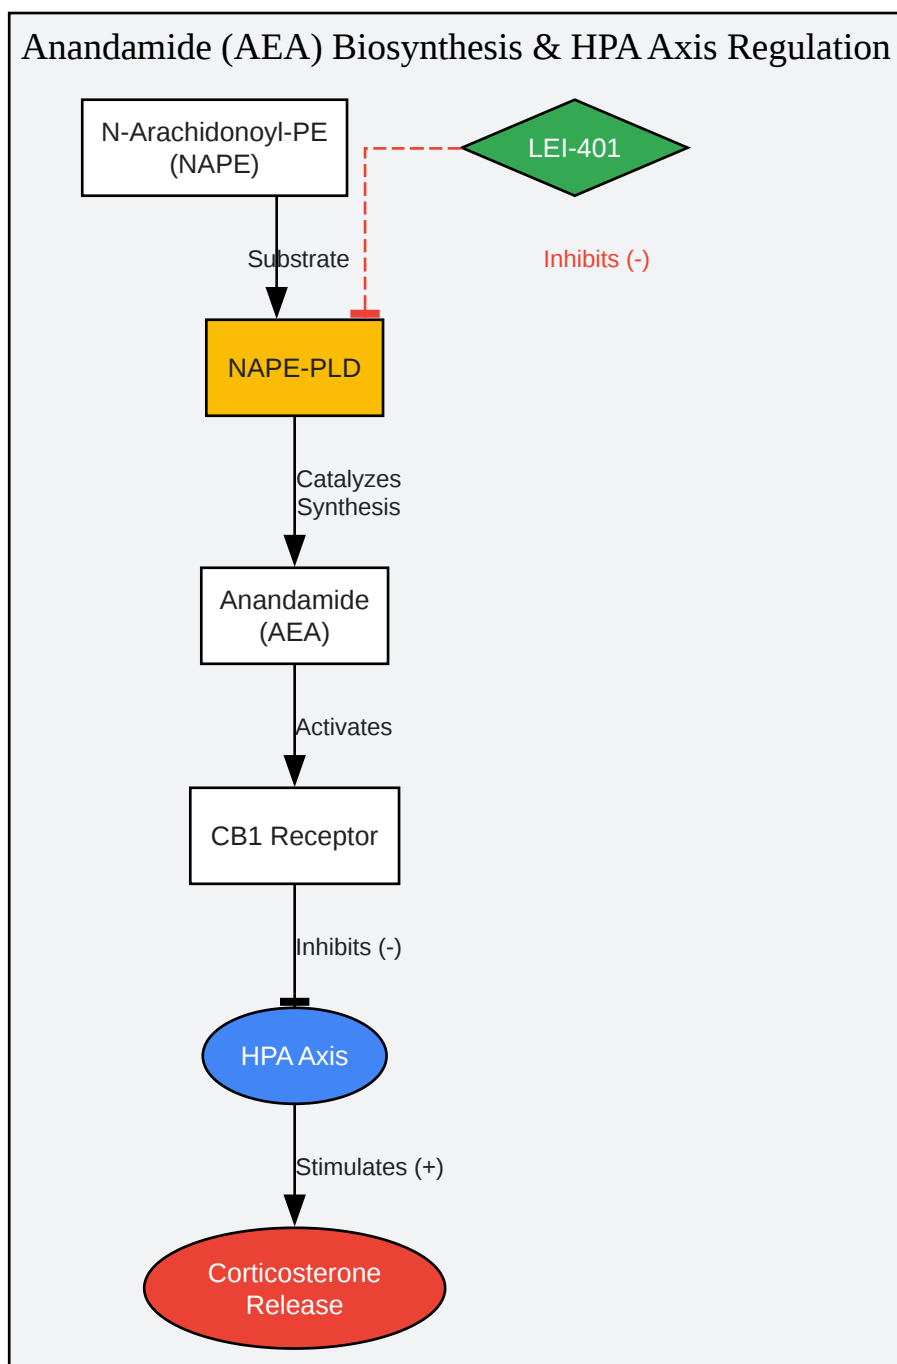 Anandamide (AEA) Biosynthesis & HPA Axis Regulation
N-Arachidonoyl-PE
(NAPE)
LEI-401
Substrate
Inhibits (-)
NAPE-PLD
Catalyzes
Synthesis
Anandamide
(AEA)
Activates
CB1 Receptor
Inhibits (-)
HPA Axis
Stimulates (+)
Corticosterone
Release